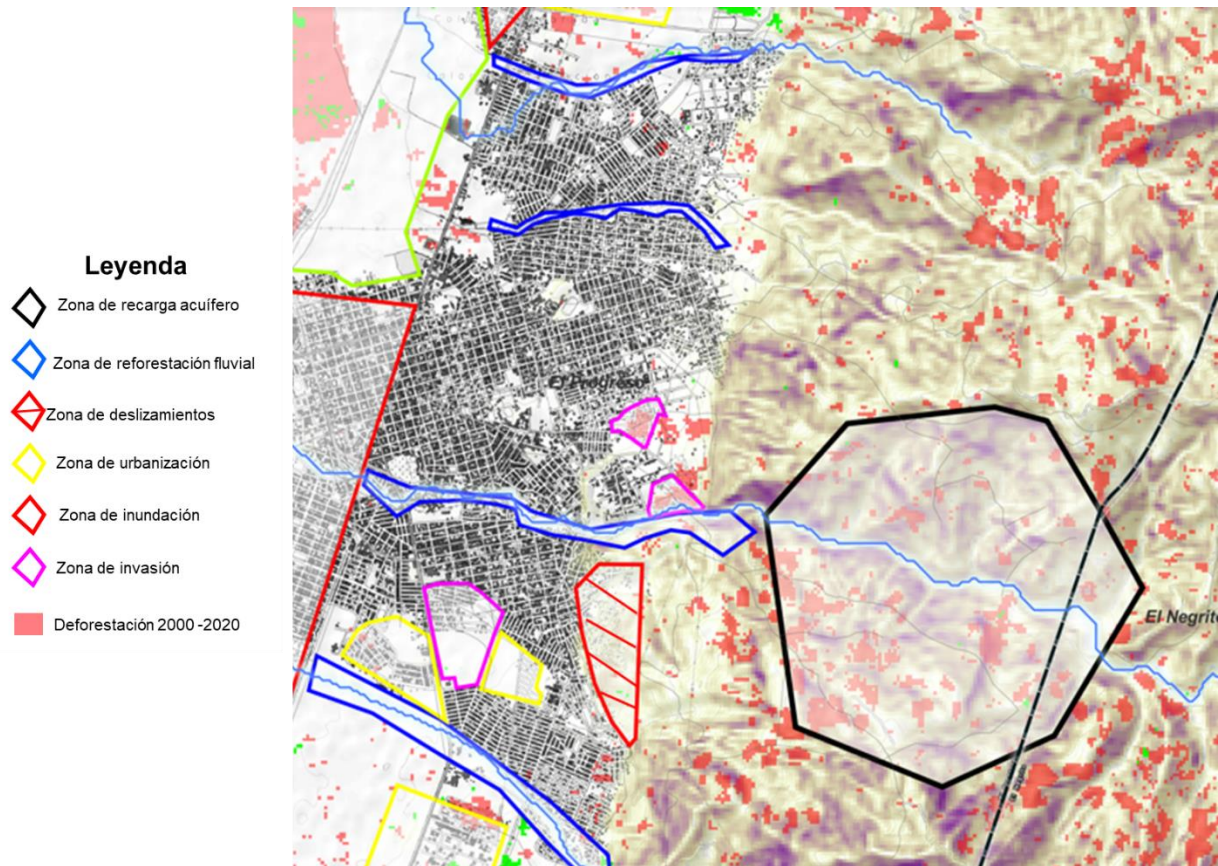 Leyenda
Zona de recarga acuífero
Zona de reforestación fluvial
Zona de deslizamientos
Zona de urbanización
Zona de inundación
Zona de invasión
Deforestación 2000 -2020
El Progreso
El Negrito